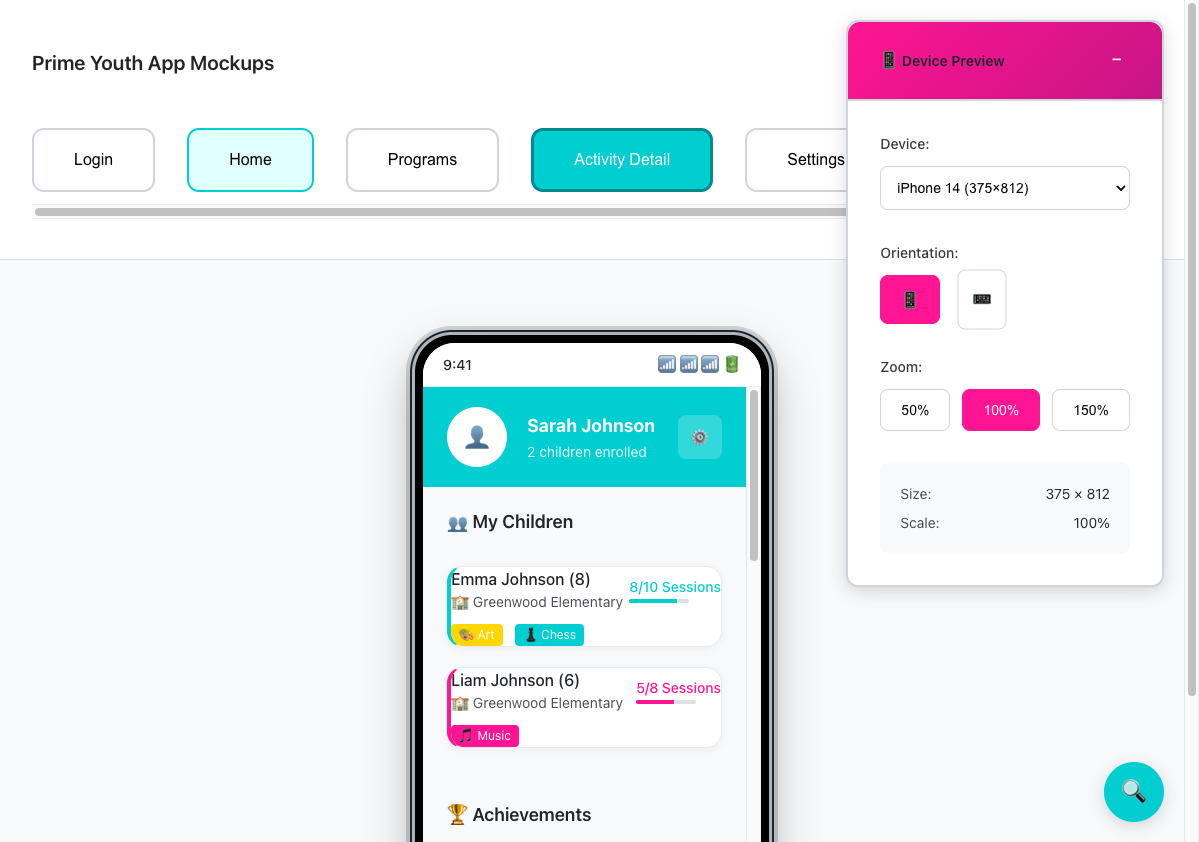 Prime Youth App Mockups
Login
Home
Programs
Activity Detail
Settings
Device Preview
−
Device:
iPhone 14 (375×812)
Orientation:
Zoom:
50%
100%
150%
Size:
375 × 812
Scale:
100%
9:41
Sarah Johnson
2 children enrolled
My Children
Emma Johnson (8)
Greenwood Elementary
8/10 Sessions
Art
Chess
Liam Johnson (6)
Greenwood Elementary
5/8 Sessions
Music
Achievements